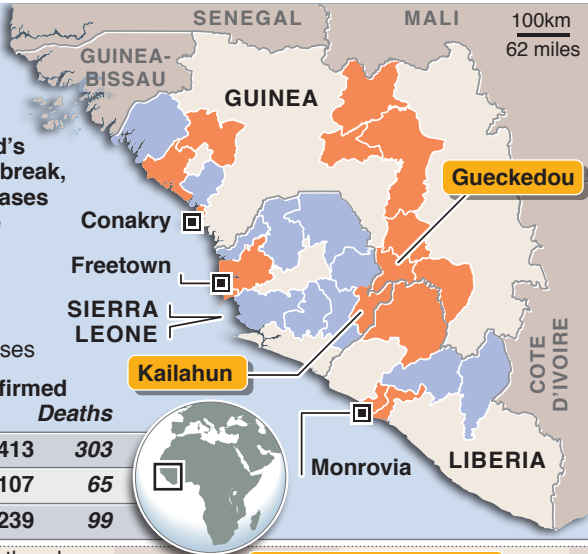 SENEGAL
MALI
100km
62 miles
GUINEA-
BISSAU
GUINEA
d's
break,
ases
Gueckedou
Conakry
Freetown
SIERRA
LEONE
ses
Kailahun
firmed
Deaths
COTE
D'IVOIRE
413 303
107 65
239 99
Monrovia
LIBERIA